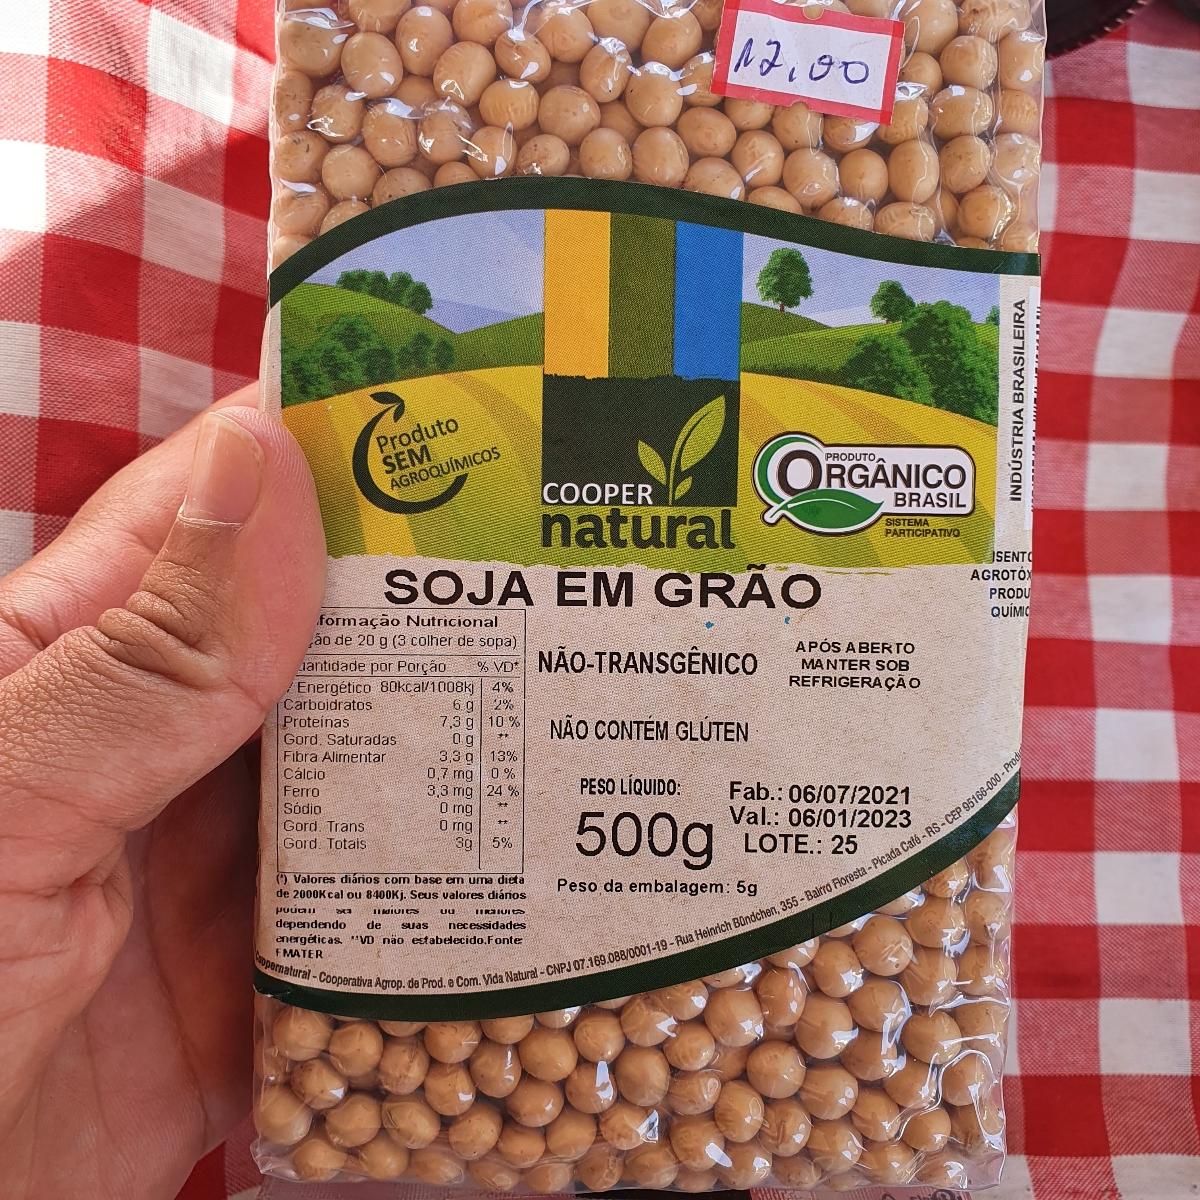 12,00
Produto
SEM
AGROQUÍMICOS
COOPER
natural
PRODUTO
ORGÂNICO
BRASIL
SISTEMA
PARTICIPATIVO
INDÚSTRIA BRASILEIRA
SOJA EM GRÃO
Nutricional
de 20 g (3 colher de sopa)
por Porção % VD*
Energético 80kcal/1008kj 4%
Carboidratos 6 g 2%
Proteínas 7,3 g 10 %
Gord. Saturadas 0 g **
Fibra Alimentar 3,3 g 13%
Cálcio 0,7 mg 0 %
Ferro 3,3 mg 24 %
Sódio 0 mg **
Gord. Trans 0 mg **
Gord. Totais 3g 5%
(*) Valores diários com base em uma dieta
de 2000Kcal ou 8400Kj. Seus valores diários
podem ser maiores ou menores
dependendo de suas necessidades
energéticas. **VD não estabelecido.Fonte
EMATER
NÃO-TRANSGÊNICO
APÓS ABERTO
MANTER SOB
REFRIGERAÇÃO
NÃO CONTÉM GLÚTEN
PESO LÍQUIDO:
500g
Peso da embalagem: 5g
Fab.: 06/07/2021
Val.: 06/01/2023
LOTE.: 25
Coopernatural - Cooperativa Agrop. de Prod. e Com. Vida Natural - CNPJ 07.169.088/0001-19 - Rua Heinrich Bündchen, 355 - Bairro Floresta - Picada Café - RS - CEP 95166-000